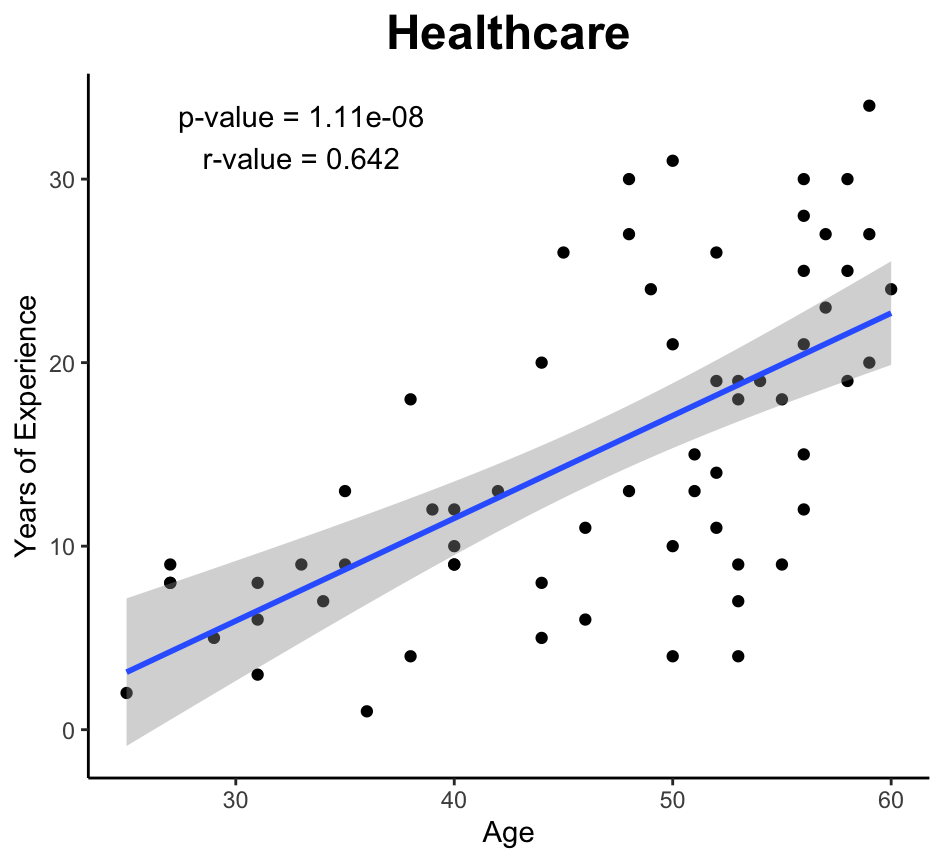 Healthcare
p-value = 1.11e-08
r-value = 0.642
Years of Experience
30
20
10
0
30 40 50 60
Age